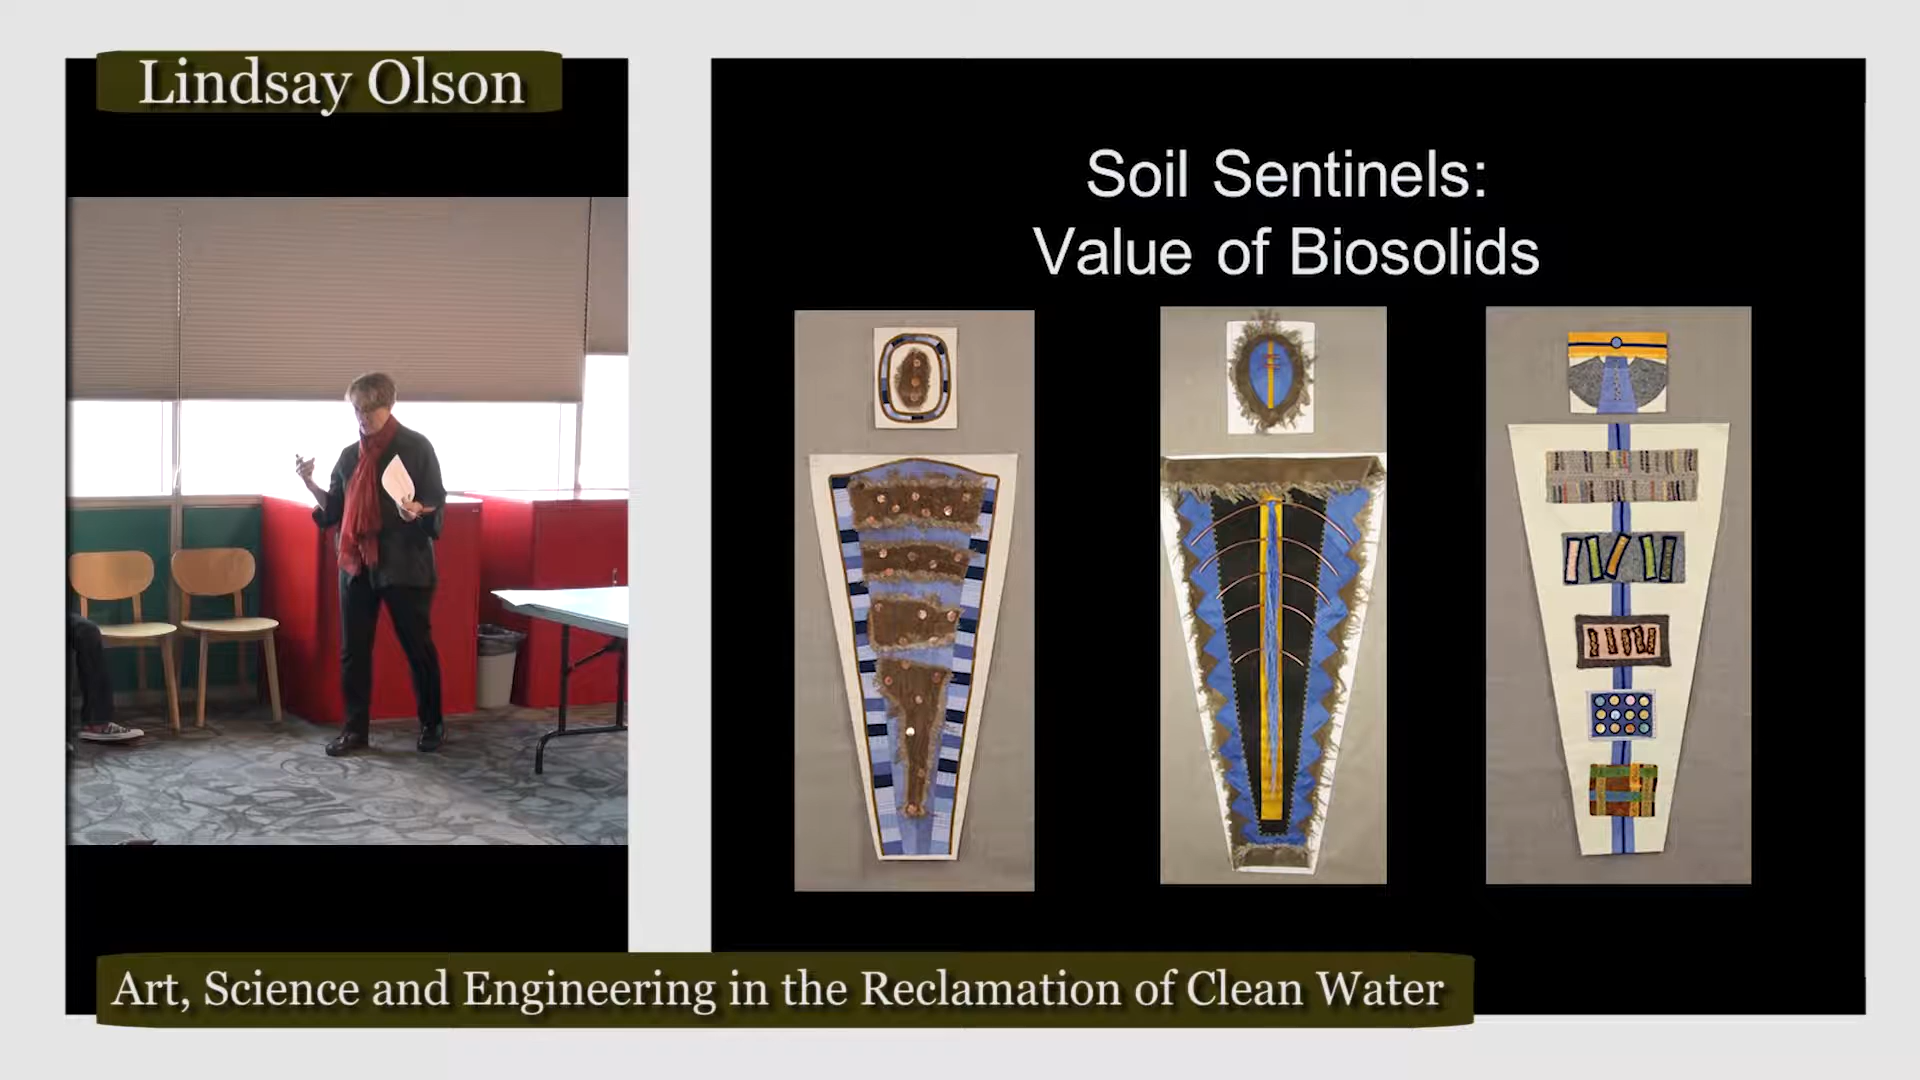 Lindsay Olson
Soil Sentinels:
Value of Biosolids
Art, Science and Engineering in the Reclamation of Clean Water